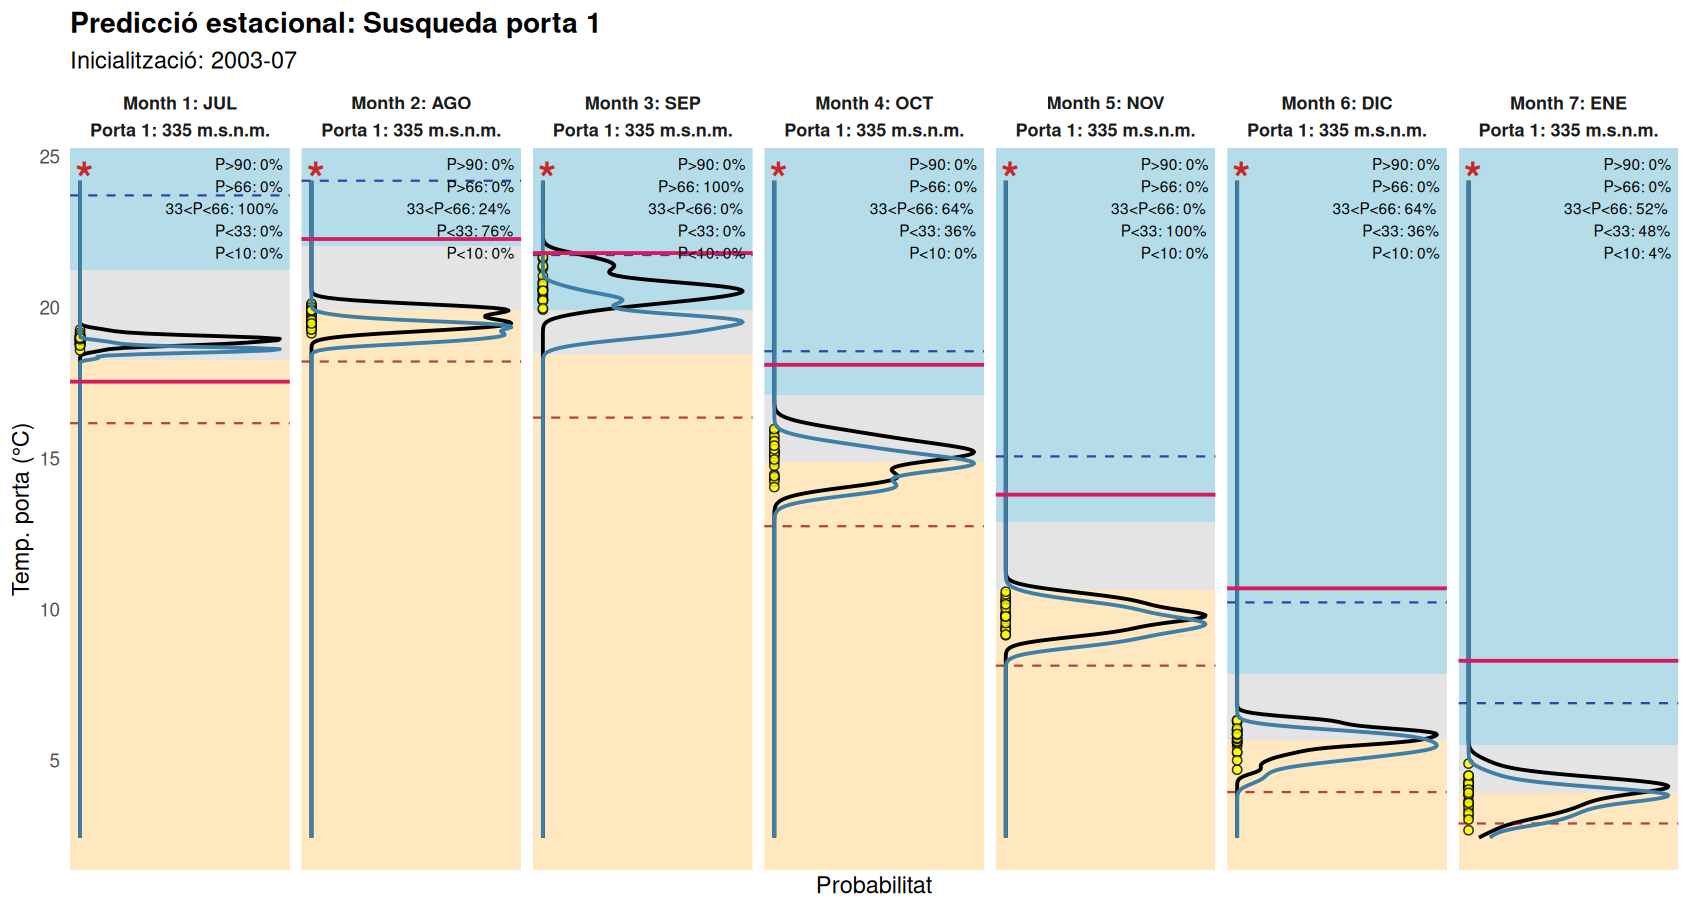 Predicció estacional: Susqueda porta 1
Inicialització: 2003-07
Month 1: JUL
Porta 1: 335 m.s.n.m.
Month 2: AGO
Porta 1: 335 m.s.n.m.
Month 3: SEP
Porta 1: 335 m.s.n.m.
Month 4: OCT
Porta 1: 335 m.s.n.m.
Month 5: NOV
Porta 1: 335 m.s.n.m.
Month 6: DIC
Porta 1: 335 m.s.n.m.
Month 7: ENE
Porta 1: 335 m.s.n.m.
Temp. porta (°C)
25
20
15
10
5
*
P>90: 0%
P>66: 0%
33<P<66: 100%
P<33: 0%
P<10: 0%
*
P>90: 0%
P>66: 0%
33<P<66: 24%
P<33: 76%
P<10: 0%
*
P>90: 0%
P>66: 100%
33<P<66: 0%
P<33: 0%
P<10: 0%
*
P>90: 0%
P>66: 0%
33<P<66: 64%
P<33: 36%
P<10: 0%
*
P>90: 0%
P>66: 0%
33<P<66: 0%
P<33: 100%
P<10: 0%
*
P>90: 0%
P>66: 0%
33<P<66: 64%
P<33: 36%
P<10: 0%
*
P>90: 0%
P>66: 0%
33<P<66: 52%
P<33: 48%
P<10: 4%
Probabilitat